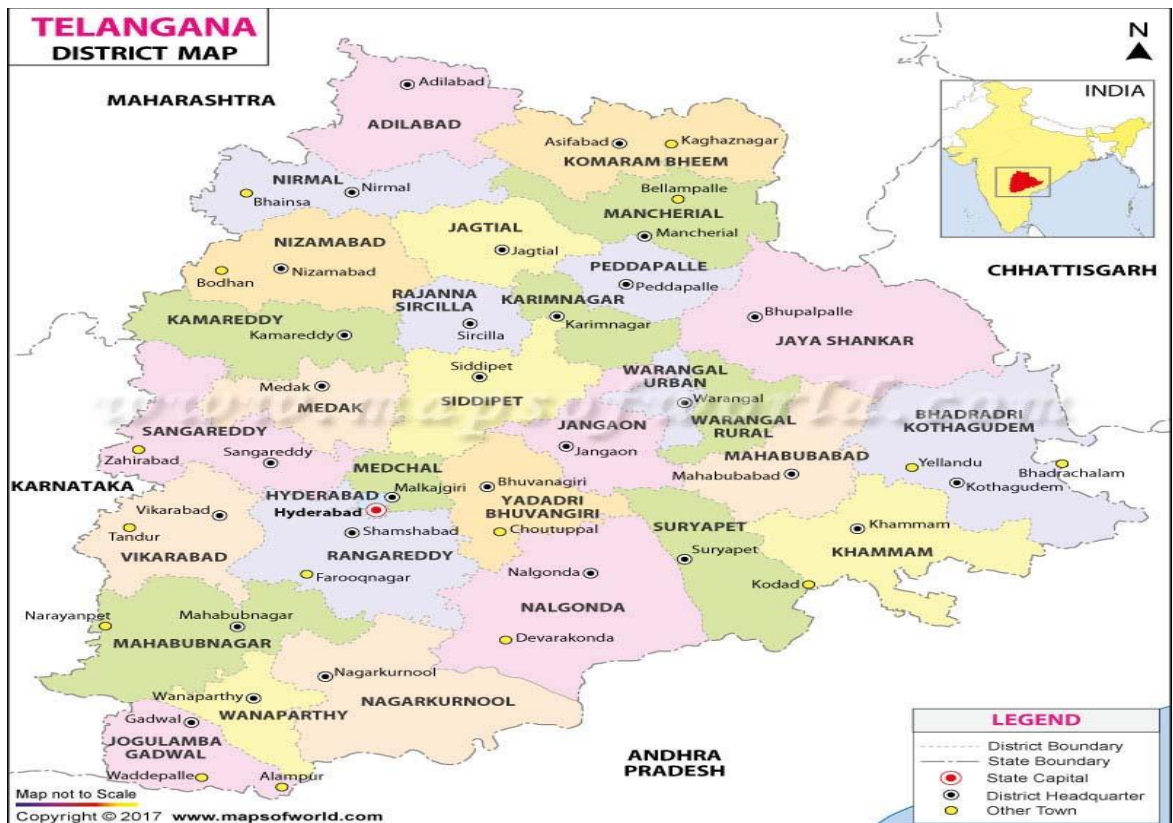 TELANGANA
DISTRICT MAP
N
INDIA
MAHARASHTRA
Adilabad
ADILABAD
Asifabad
Kaghaznagar
KOMARAM BHEEM
NIRMAL
Nirmal
Bhainsa
Bellampalle
MANCHERIAL
Mancherial
JAGTIAL
Jagtial
NIZAMABAD
Nizamabad
Bodhan
PEDDAPALLE
Peddapalle
CHHATTISGARH
RAJANNA
SIRCILLA
Sircilla
KARIMNAGAR
Karimnagar
KAMAREDDY
Kamareddy
Bhupalpalle
JAYA SHANKAR
Siddipet
SIDDIPET
Medak
MEDAK
WARANGAL
URBAN
Warangal
WARANGAL
RURAL
www.mapsofworld.com
BHADRADRI
KOTHAGUDEM
SANGAREDDY
Sangareddy
Zahirabad
JANGAON
Jangaon
MAHABUBABAD
Mahabubabad
Yellandu
Bhadrachalam
Kothagudem
KARNATAKA
MEDCHAL
Malkajgiri
HYDERABAD
Hyderabad
Bhuvanagiri
YADADRI
BHUVANGIRI
Choutuppal
Vikarabad
Tandur
VIKARABAD
Shamshabad
RANGAREDDY
Farooqnagar
SURYAPET
Suryapet
Khammam
KHAMMAM
Kodad
Nalgonda
NALGONDA
Devarakonda
Narayanpet
Mahabubnagar
MAHABUBNAGAR
Nagarkurnool
NAGARKURNOOL
Wanaparthy
WANAPARTHY
Gadwal
JOGULAMBA
GADWAL
Waddepalle
Alampur
ANDHRA
PRADESH
LEGEND
District Boundary
State Boundary
State Capital
District Headquarter
Other Town
Map not to Scale
Copyright © 2017 www.mapsofworld.com